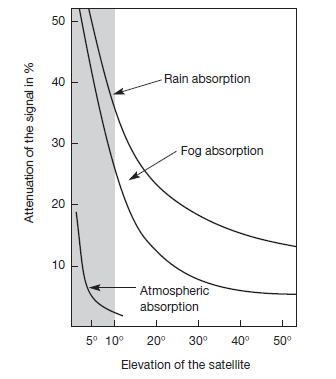 Attenuation of the signal in %
50
40
30
20
10
Rain absorption
Fog absorption
Atmospheric
absorption
5° 10° 20° 30° 40° 50°
Elevation of the satellite